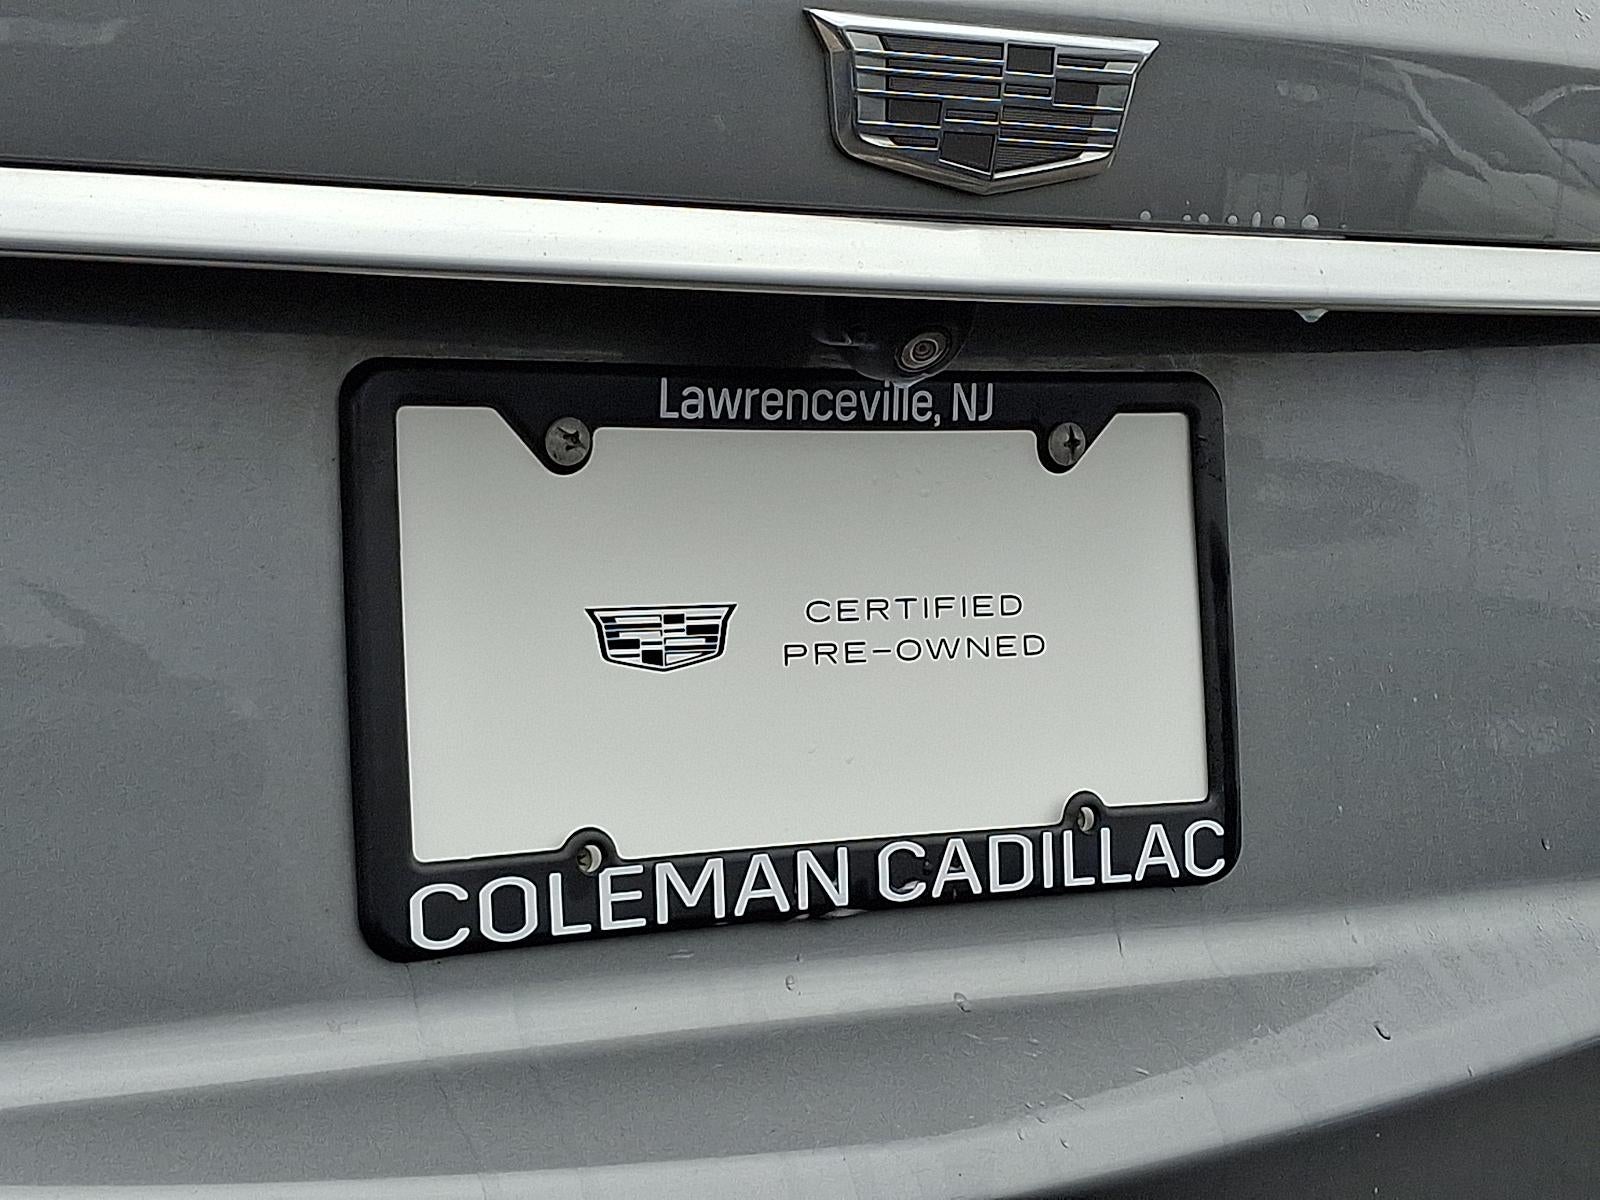 Lawrenceville, NJ
CERTIFIED
PRE-OWNED
COLEMAN CADILLAC